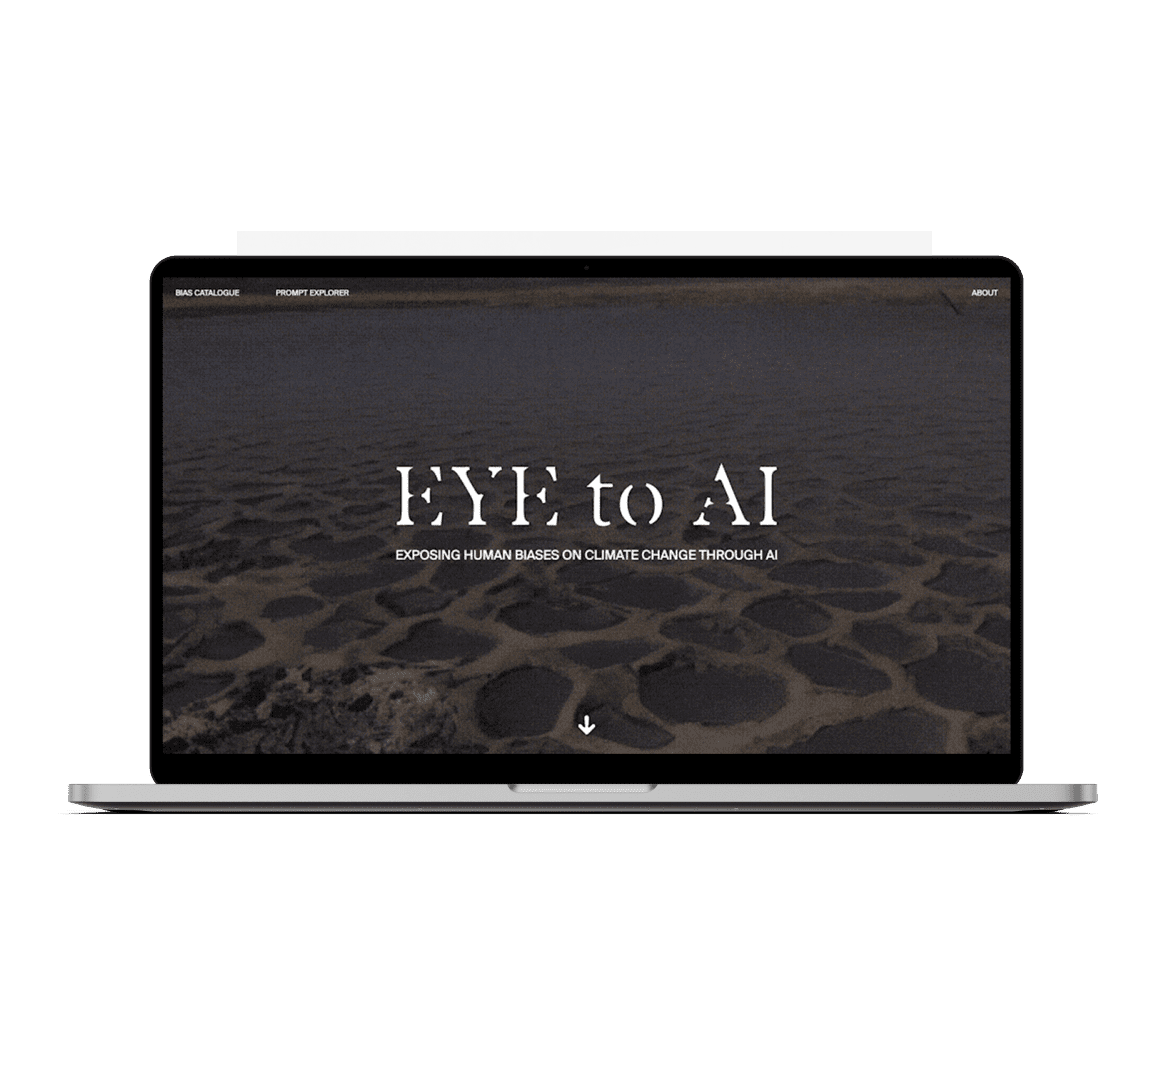 BIAS CATALOGUE PROMPT EXPLORER ABOUT
EYE to AI
EXPOSING HUMAN BIASES ON CLIMATE CHANGE THROUGH AI